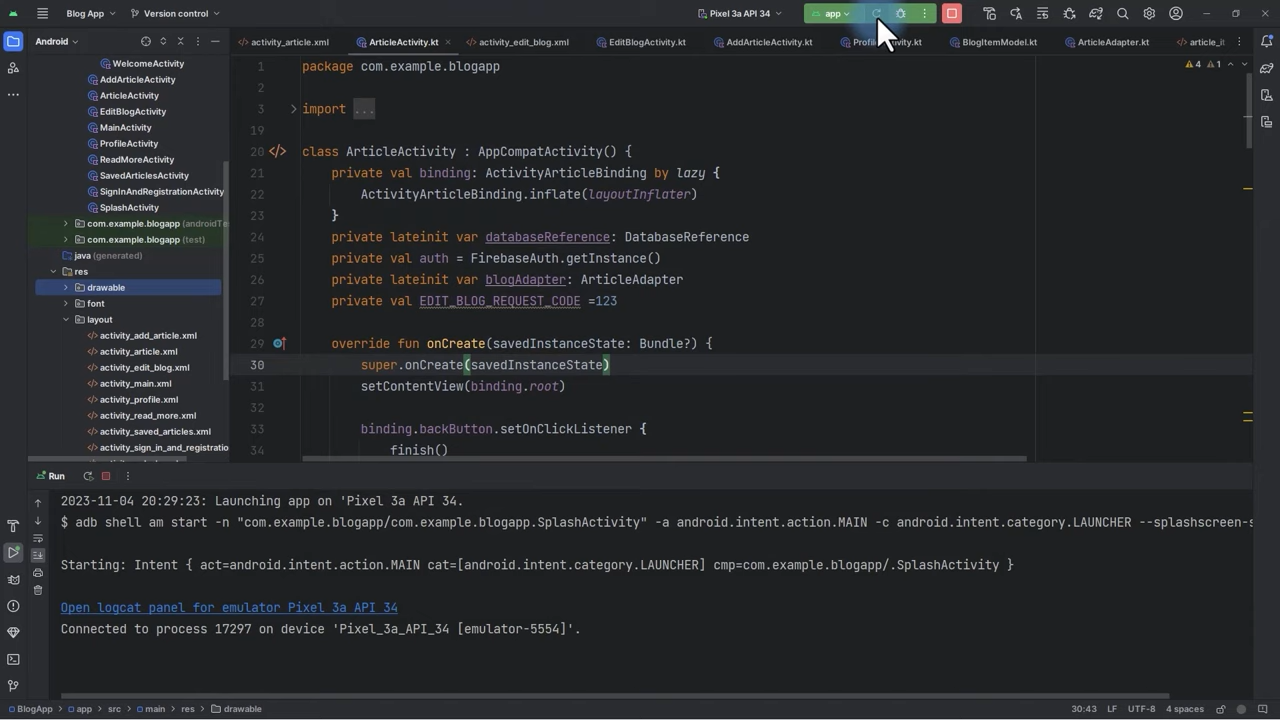 Blog App
Version control
Pixel 3a API 34
app
Android
activity_article.xml
ArticleActivity.kt
activity_edit_blog.xml
EditBlogActivity.kt
AddArticleActivity.kt
BlogItemModel.kt
ArticleAdapter.kt
article_i
WelcomeActivity
AddArticleActivity
ArticleActivity
EditBlogActivity
MainActivity
ProfileActivity
ReadMoreActivity
SavedArticlesActivity
SignInAndRegistrationActivity
SplashActivity
com.example.blogapp (androidTe
com.example.blogapp (test)
java (generated)
res
drawable
font
layout
activity_add_article.xml
activity_article.xml
activity_edit_blog.xml
activity_main.xml
activity_profile.xml
activity_read_more.xml
activity_saved_articles.xml
activity_sign_in_and_registratio
4 1
1 package com.example.blogapp
2
3 import ...
19
20 class ArticleActivity : AppCompatActivity() {
21 private val binding: ActivityArticleBinding by lazy {
22 ActivityArticleBinding.inflate(layoutInflater)
23 }
24 private lateinit var databaseReference: DatabaseReference
25 private val auth = FirebaseAuth.getInstance()
26 private lateinit var blogAdapter: ArticleAdapter
27 private val EDIT_BLOG_REQUEST_CODE =123
28
29 override fun onCreate(savedInstanceState: Bundle?) {
30 super.onCreate(savedInstanceState)
31 setContentView(binding.root)
32
33 binding.backButton.setOnClickListener {
34 finish()
Run
2023-11-04 20:29:23: Launching app on 'Pixel 3a API 34.
$ adb shell am start -n "com.example.blogapp/com.example.blogapp.SplashActivity" -a android.intent.action.MAIN -c android.intent.category.LAUNCHER --splashscreen-s
Starting: Intent { act=android.intent.action.MAIN cat=[android.intent.category.LAUNCHER] cmp=com.example.blogapp/.SplashActivity }
Open logcat panel for emulator Pixel 3a API 34
Connected to process 17297 on device 'Pixel_3a_API_34 [emulator-5554]'.
BlogApp > app > src > main > res > drawable
30:43 LF UTF-8 4 spaces